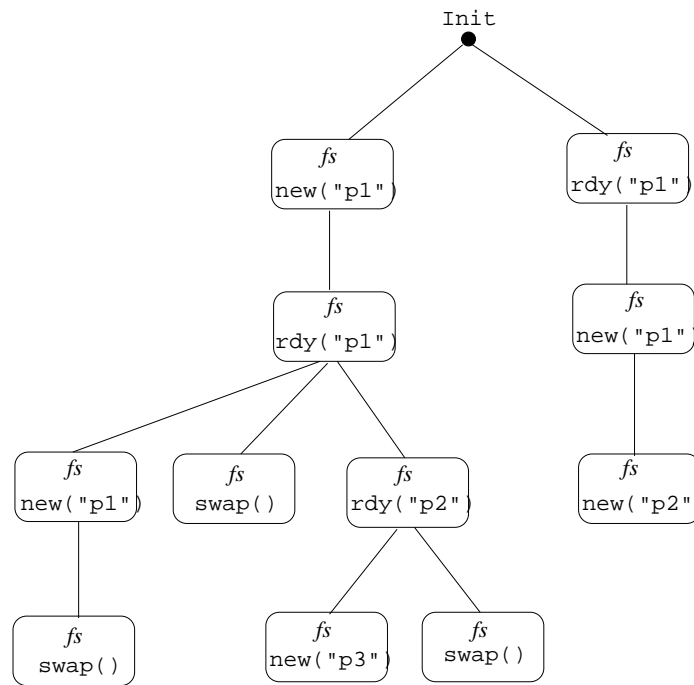 Init
fs
new("p1")
fs
rdy("p1")
fs
rdy("p1")
fs
new("p1")
fs
new("p1")
fs
swap()
fs
rdy("p2")
fs
new("p2"
fs
swap()
fs
new("p3")
fs
swap()